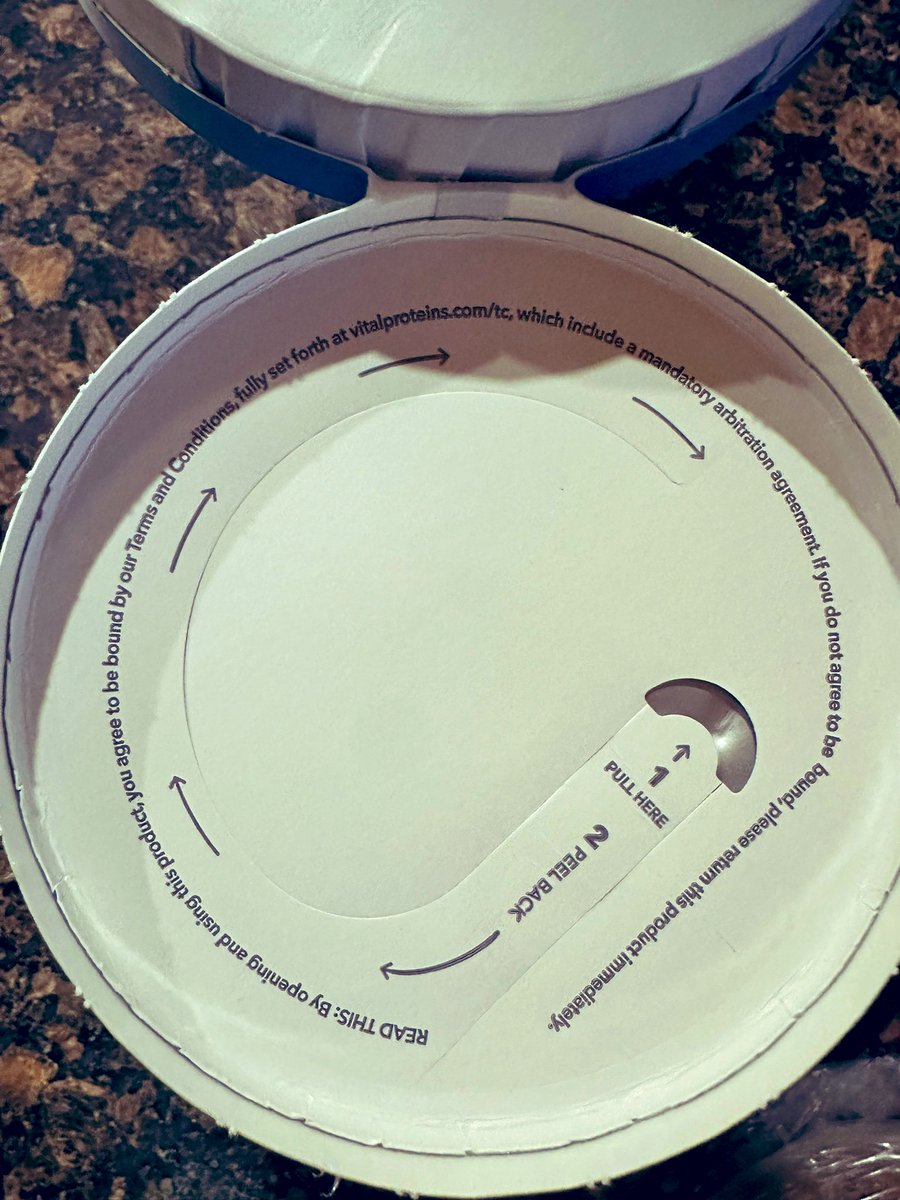 READ THIS: By opening and using this product, you agree to be bound by our Terms and Conditions, fully set forth at vitalproteins.com/tc, which include a mandatory arbitration agreement. If you do not agree to be bound, please return this product immediately.
1
PULL HERE
2 PEEL BACK